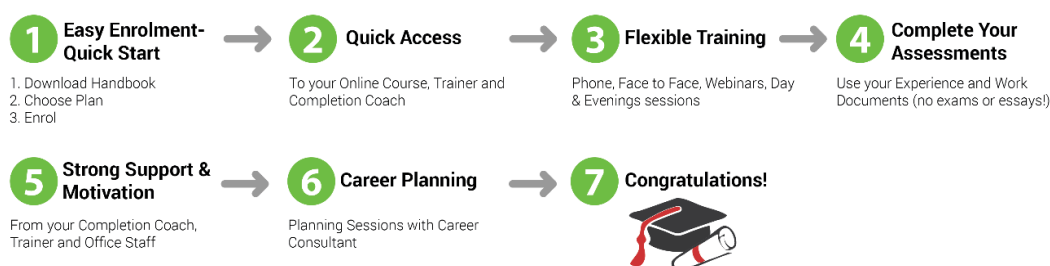 1
Easy Enrolment-
Quick Start
1. Download Handbook
2. Choose Plan
3. Enrol
2
Quick Access
To your Online Course, Trainer and
Completion Coach
3
Flexible Training
Phone, Face to Face, Webinars, Day
& Evenings sessions
4
Complete Your
Assessments
Use your Experience and Work
Documents (no exams or essays!)
5
Strong Support &
Motivation
From your Completion Coach,
Trainer and Office Staff
6
Career Planning
Planning Sessions with Career
Consultant
7
Congratulations!